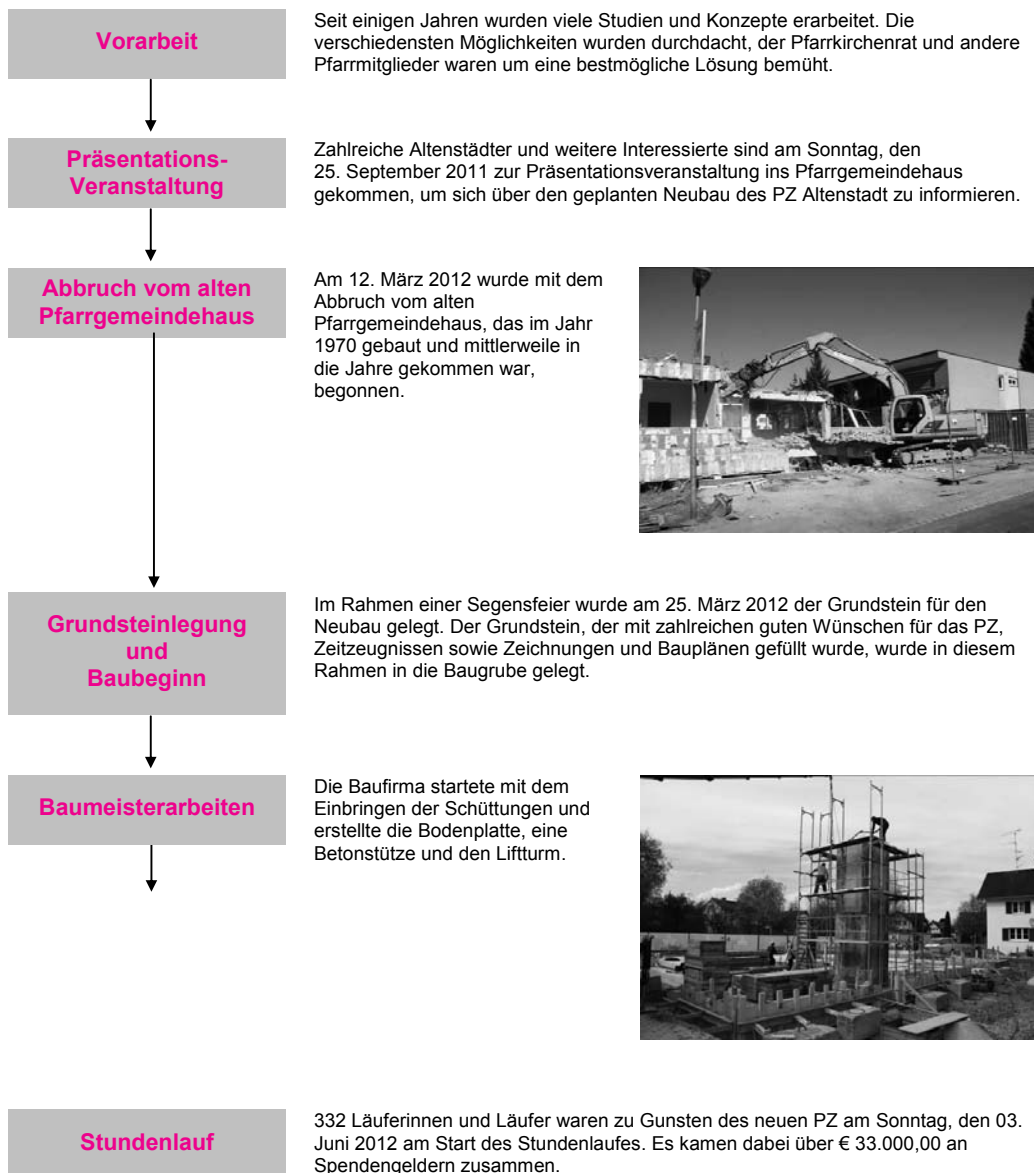 Vorarbeit
Seit einigen Jahren wurden viele Studien und Konzepte erarbeitet. Die
verschiedensten Möglichkeiten wurden durchdacht, der Pfarrkirchenrat und andere
Pfarrmitglieder waren um eine bestmögliche Lösung bemüht.
Präsentations-
Veranstaltung
Zahlreiche Altenstädter und weitere Interessierte sind am Sonntag, den
25. September 2011 zur Präsentationsveranstaltung ins Pfarrgemeindehaus
gekommen, um sich über den geplanten Neubau des PZ Altenstadt zu informieren.
Abbruch vom alten
Pfarrgemeindehaus
Am 12. März 2012 wurde mit dem
Abbruch vom alten
Pfarrgemeindehaus, das im Jahr
1970 gebaut und mittlerweile in
die Jahre gekommen war,
begonnen.
Grundsteinlegung
und
Baubeginn
Im Rahmen einer Segensfeier wurde am 25. März 2012 der Grundstein für den
Neubau gelegt. Der Grundstein, der mit zahlreichen guten Wünschen für das PZ,
Zeitzeugnissen sowie Zeichnungen und Bauplänen gefüllt wurde, wurde in diesem
Rahmen in die Baugrube gelegt.
Baumeisterarbeiten
Die Baufirma startete mit dem
Einbringen der Schüttungen und
erstellte die Bodenplatte, eine
Betonstütze und den Liftturm.
Stundenlauf
332 Läuferinnen und Läufer waren zu Gunsten des neuen PZ am Sonntag, den 03.
Juni 2012 am Start des Stundenlaufes. Es kamen dabei über € 33.000,00 an
Spendengeldern zusammen.